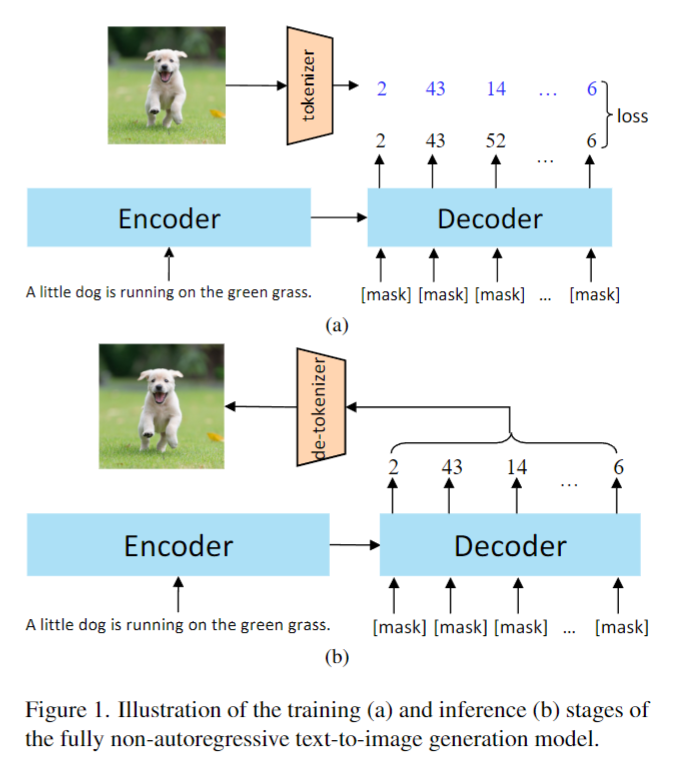 tokenizer
2 43 14 ... 6
loss
2 43 52 ... 6
Encoder
Decoder
A little dog is running on the green grass.
[mask] [mask] [mask] ... [mask]
(a)
de-tokenizer
2 43 14 ... 6
Encoder
Decoder
A little dog is running on the green grass.
[mask] [mask] [mask] ... [mask]
(b)
Figure 1. Illustration of the training (a) and inference (b) stages of
the fully non-autoregressive text-to-image generation model.